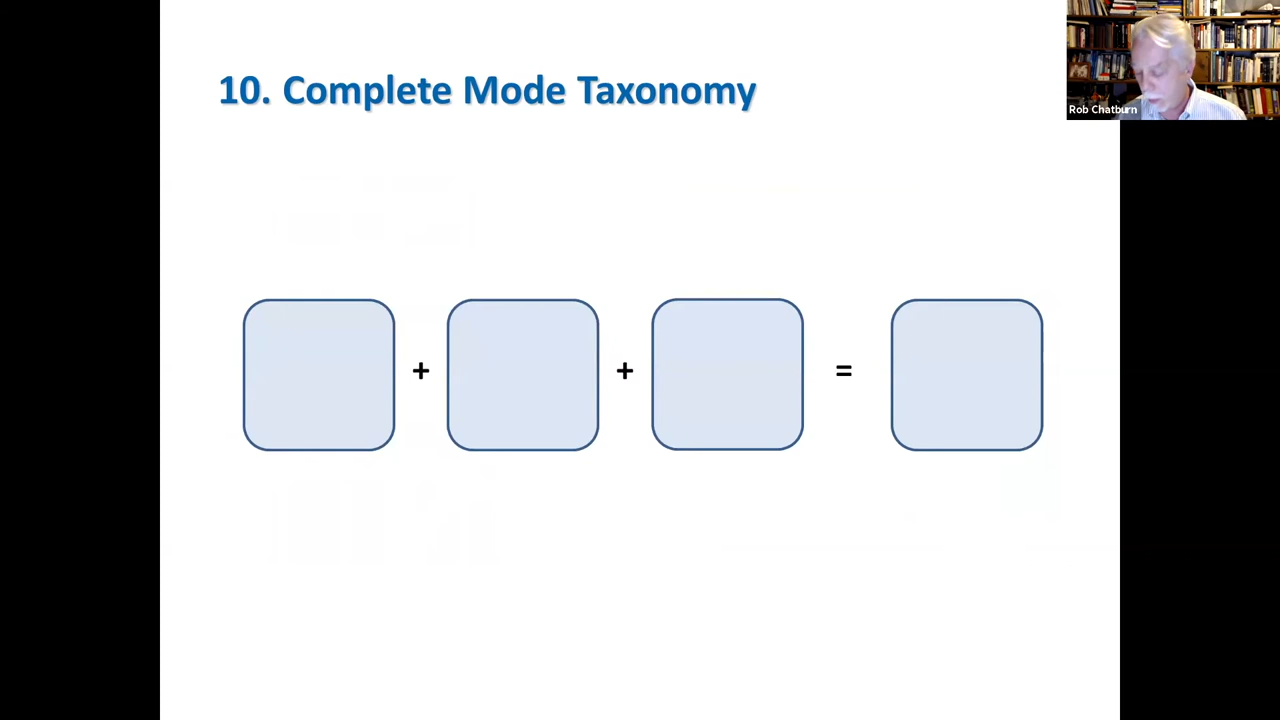 10. Complete Mode Taxonomy
Rob Chatburn
+ + =